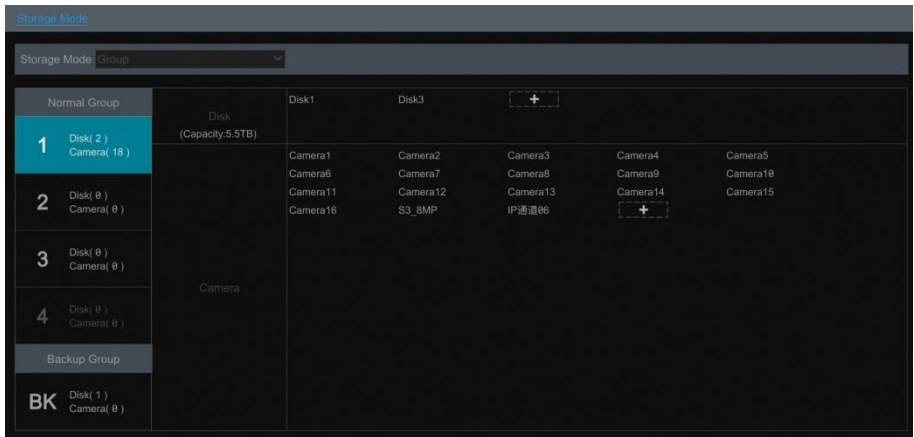 Storage Mode
Storage Mode Group
Normal Group
1
Disk( 2 )
Camera( 18 )
2
Disk( 0 )
Camera( 0 )
3
Disk( 0 )
Camera( 0 )
4
Disk( 0 )
Camera( 0 )
Backup Group
BK
Disk( 1 )
Camera( 0 )
Disk
(Capacity:5.5TB)
Disk1 Disk3 +
Camera
Camera1 Camera2 Camera3 Camera4 Camera5
Camera6 Camera7 Camera8 Camera9 Camera10
Camera11 Camera12 Camera13 Camera14 Camera15
Camera16 S3_8MP IP通道06 +